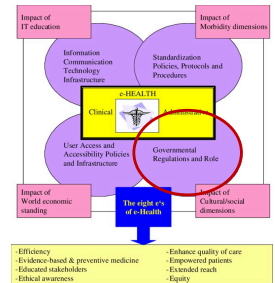 Impact of
IT education
Impact of
Morbidity dimensions
Information
Communication
Technology
Infrastructure
Standardization
Policies, Protocols and
Procedures
e-HEALTH
Clinical
Administrative
User Access and
Accessibility Policies
and Infrastructure
Governmental
Regulations and Role
Impact of
World economic
standing
The eight e's
of e-Health
Impact of
Cultural/social
dimensions
-Efficiency
-Evidence-based & preventive medicine
-Educated stakeholders
-Ethical awareness
-Enhance quality of care
-Empowered patients
-Extended reach
-Equity